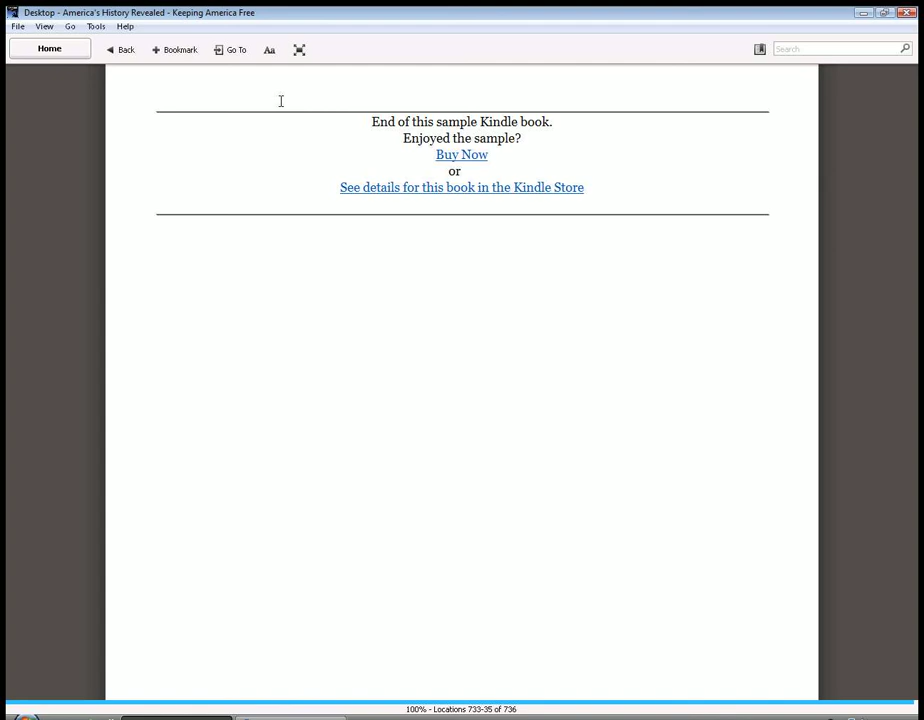 Desktop - America's History Revealed - Keeping America Free
File View Go Tools Help
Home Back Bookmark Go To Aa Search
End of this sample Kindle book.
Enjoyed the sample?
Buy Now
or
See details for this book in the Kindle Store
100% - Locations 733-35 of 736